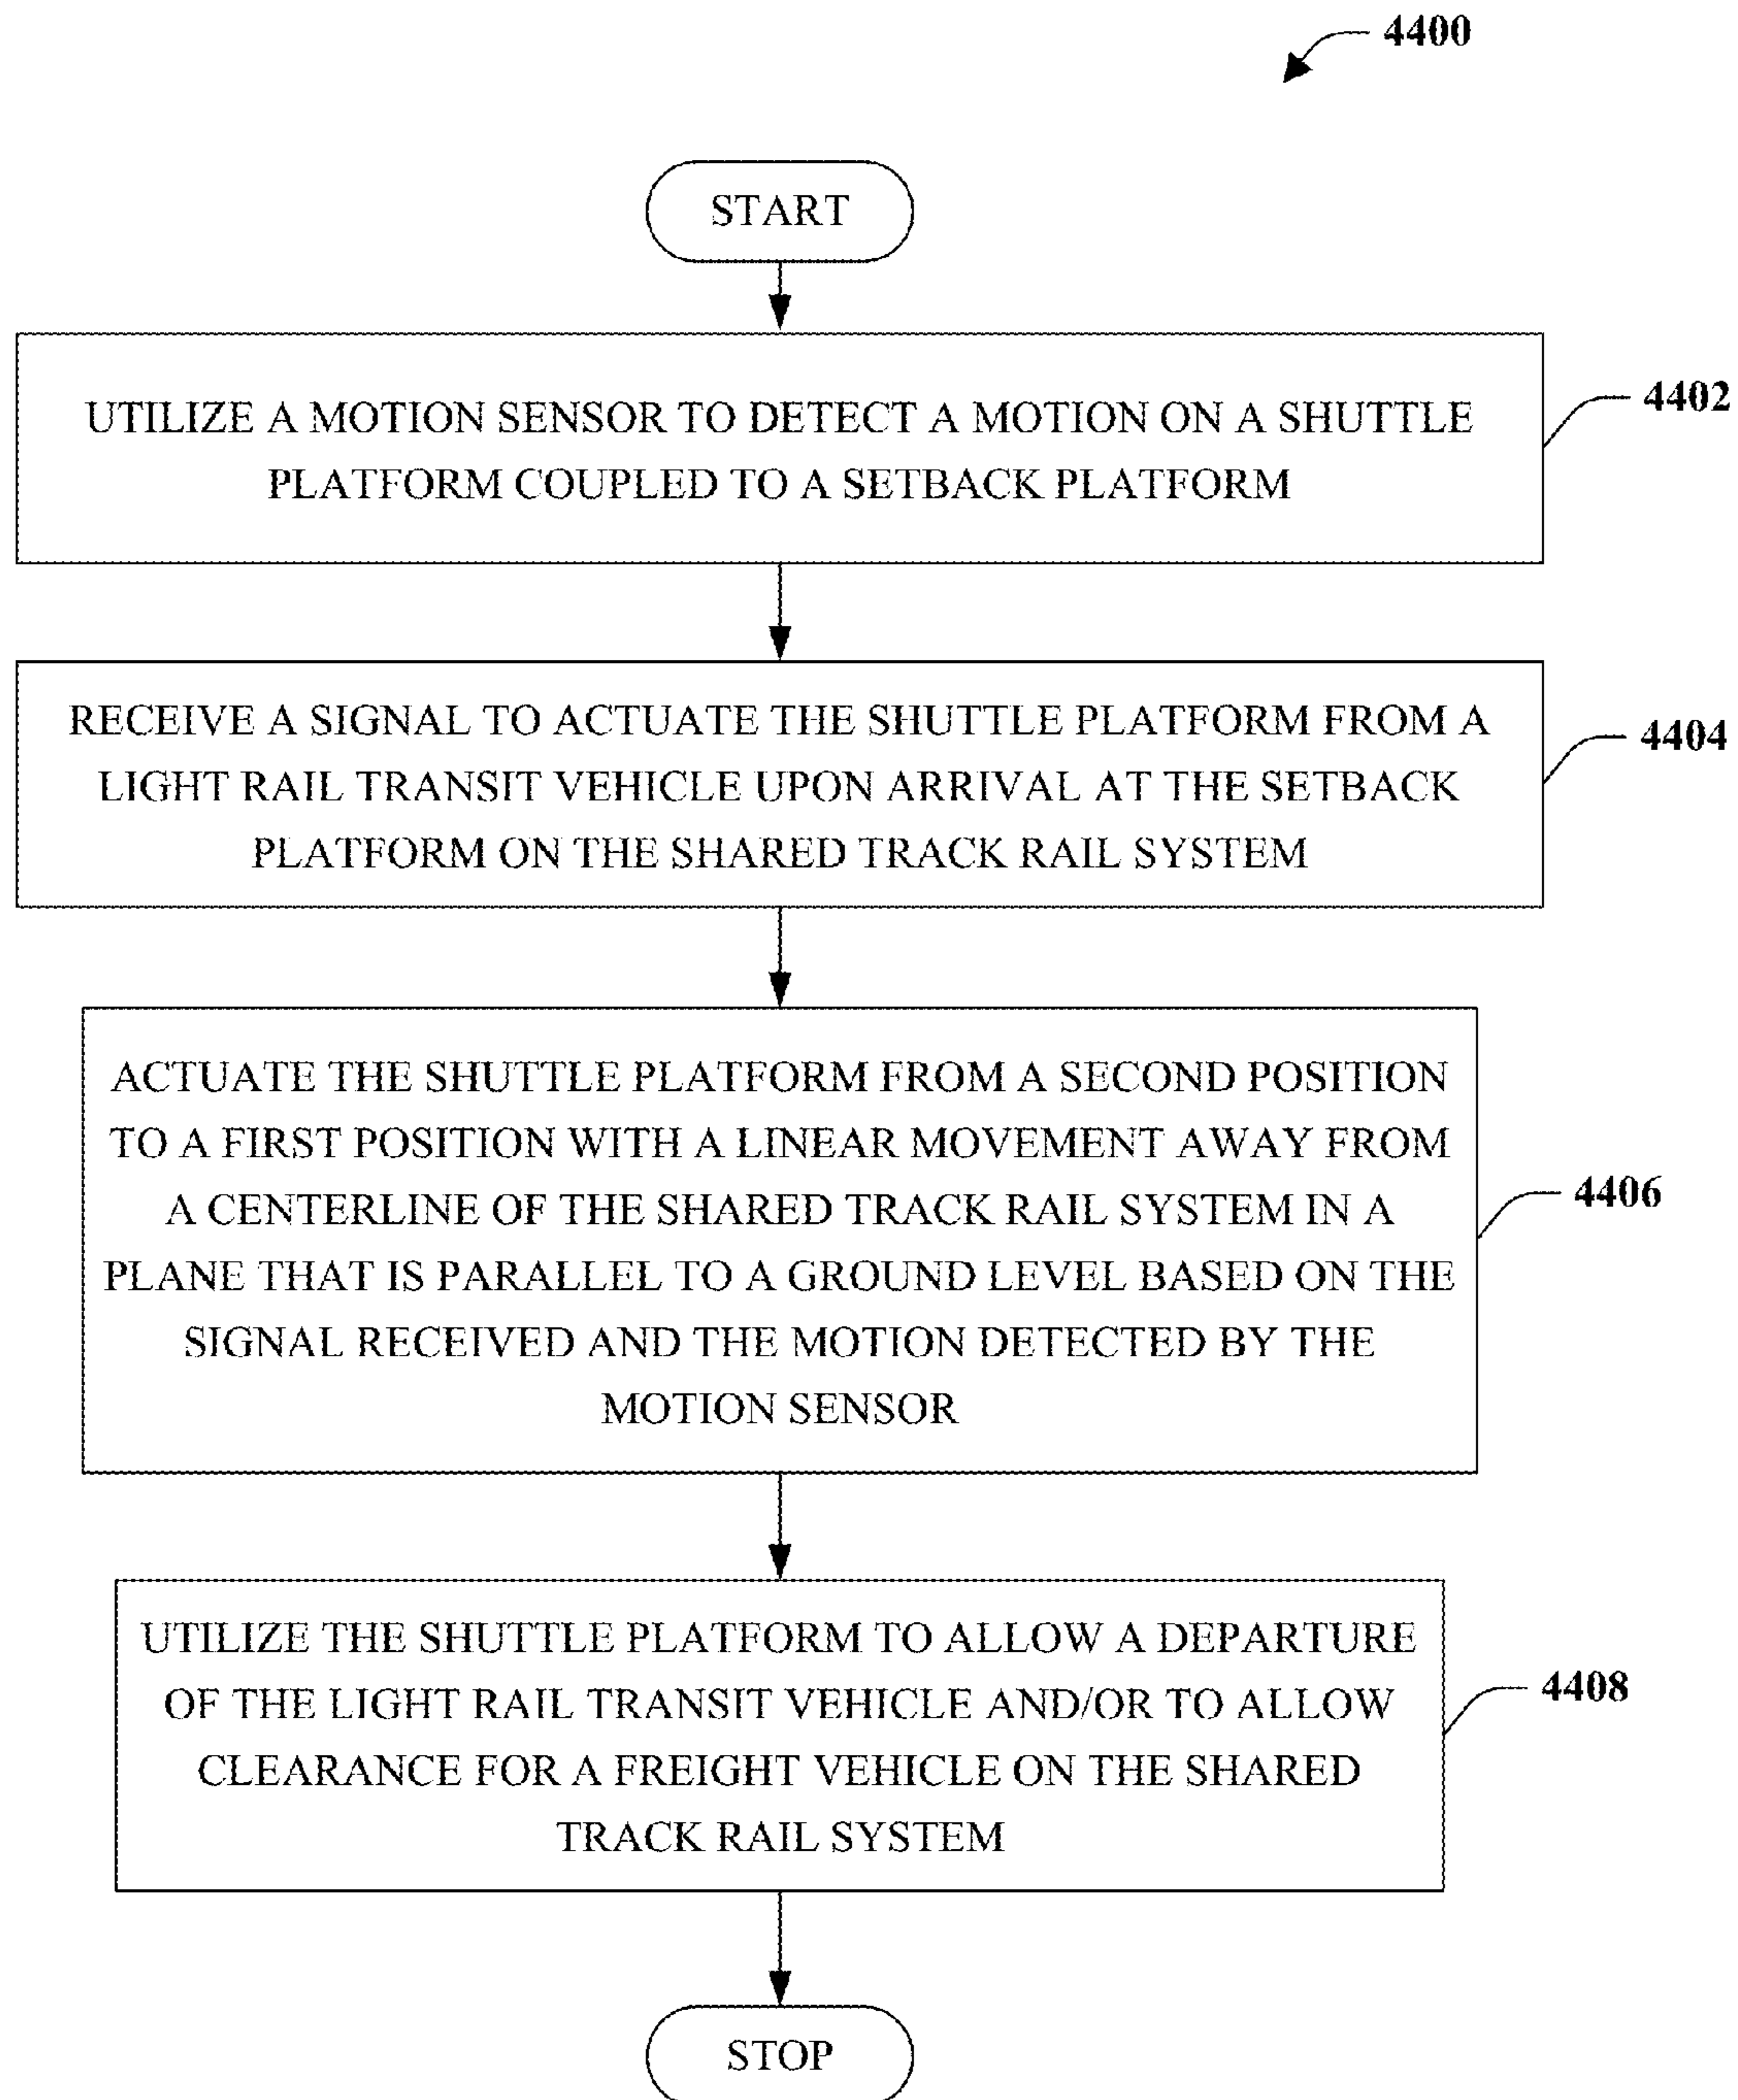 4400
START
UTILIZE A MOTION SENSOR TO DETECT A MOTION ON A SHUTTLE
PLATFORM COUPLED TO A SETBACK PLATFORM
4402
RECEIVE A SIGNAL TO ACTUATE THE SHUTTLE PLATFORM FROM A
LIGHT RAIL TRANSIT VEHICLE UPON ARRIVAL AT THE SETBACK
PLATFORM ON THE SHARED TRACK RAIL SYSTEM
4404
ACTUATE THE SHUTTLE PLATFORM FROM A SECOND POSITION
TO A FIRST POSITION WITH A LINEAR MOVEMENT AWAY FROM
A CENTERLINE OF THE SHARED TRACK RAIL SYSTEM IN A
PLANE THAT IS PARALLEL TO A GROUND LEVEL BASED ON THE
SIGNAL RECEIVED AND THE MOTION DETECTED BY THE
MOTION SENSOR
4406
UTILIZE THE SHUTTLE PLATFORM TO ALLOW A DEPARTURE
OF THE LIGHT RAIL TRANSIT VEHICLE AND/OR TO ALLOW
CLEARANCE FOR A FREIGHT VEHICLE ON THE SHARED
TRACK RAIL SYSTEM
4408
STOP